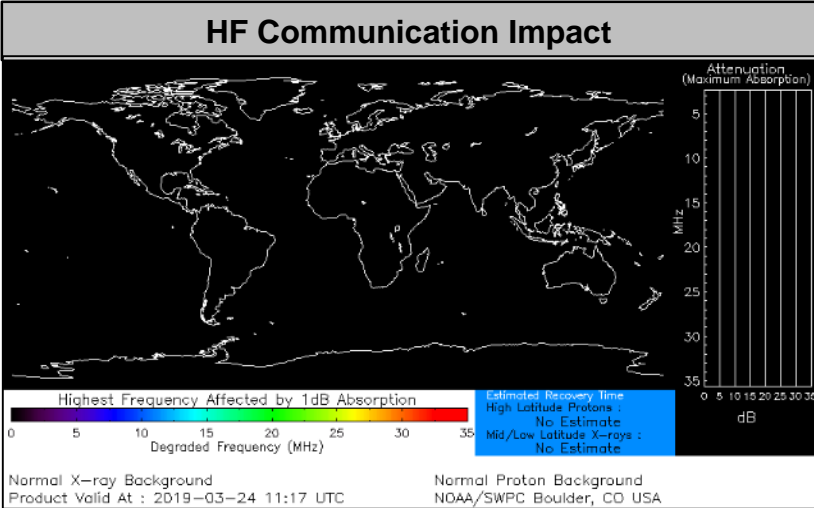 HF Communication Impact
Attenuation
(Maximum Absorption)
5
10
15
20
25
30
35
MHz
0 5 10 15 20 25 30 35
dB
Highest Frequency Affected by 1dB Absorption
0 5 10 15 20 25 30 35
Degraded Frequency (MHz)
Estimated Recovery Time
High Latitude Protons :
No Estimate
Mid/Low Latitude X-rays :
No Estimate
Normal X-ray Background
Normal Proton Background
Product Valid At : 2019-03-24 11:17 UTC
NOAA/SWPC Boulder, CO USA